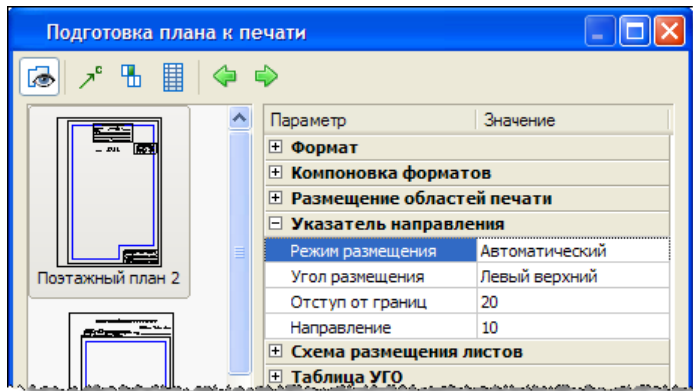 Подготовка плана к печати
Параметр Значение
Формат
Компоновка форматов
Размещение областей печати
Указатель направления
Режим размещения Автоматический
Угол размещения Левый верхний
Отступ от границ 20
Направление 10
Схема размещения листов
Таблица УГО
Поэтажный план 2